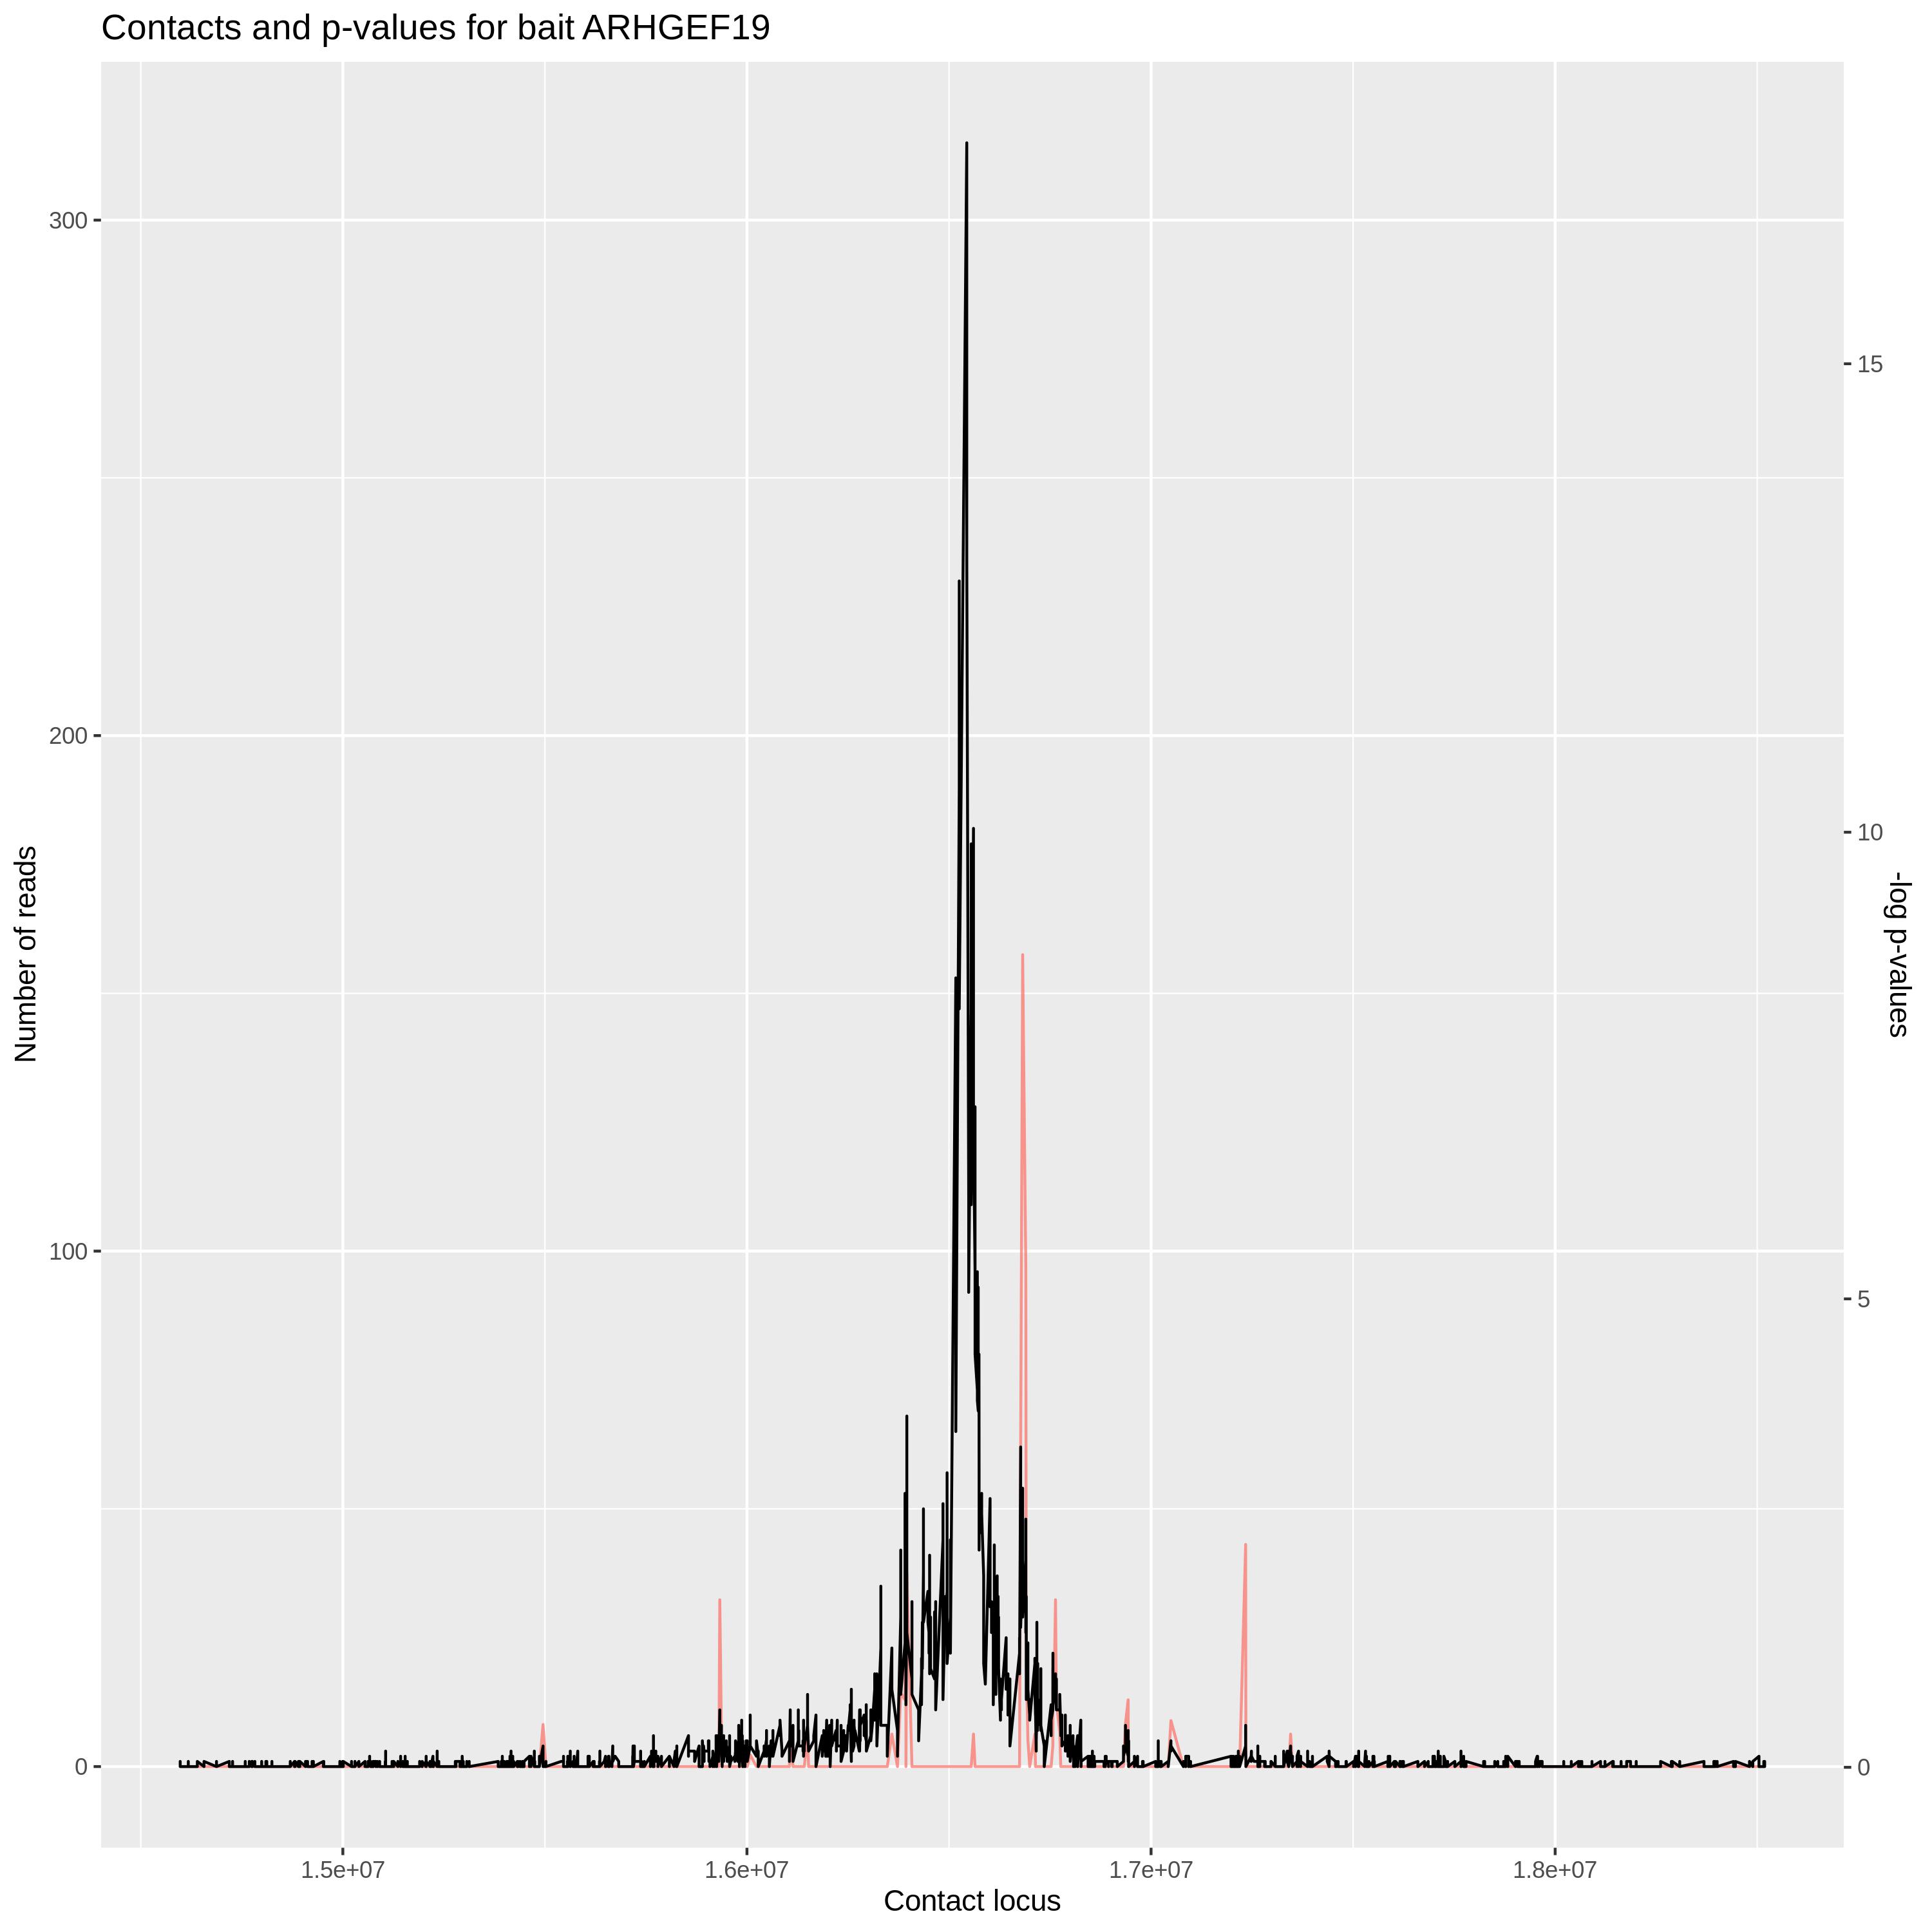 Contacts and p-values for bait ARHGEF19
300
200
100
0
Number of reads
15
10
5
0
-log p-values
1.5e+07
1.6e+07
1.7e+07
1.8e+07
Contact locus